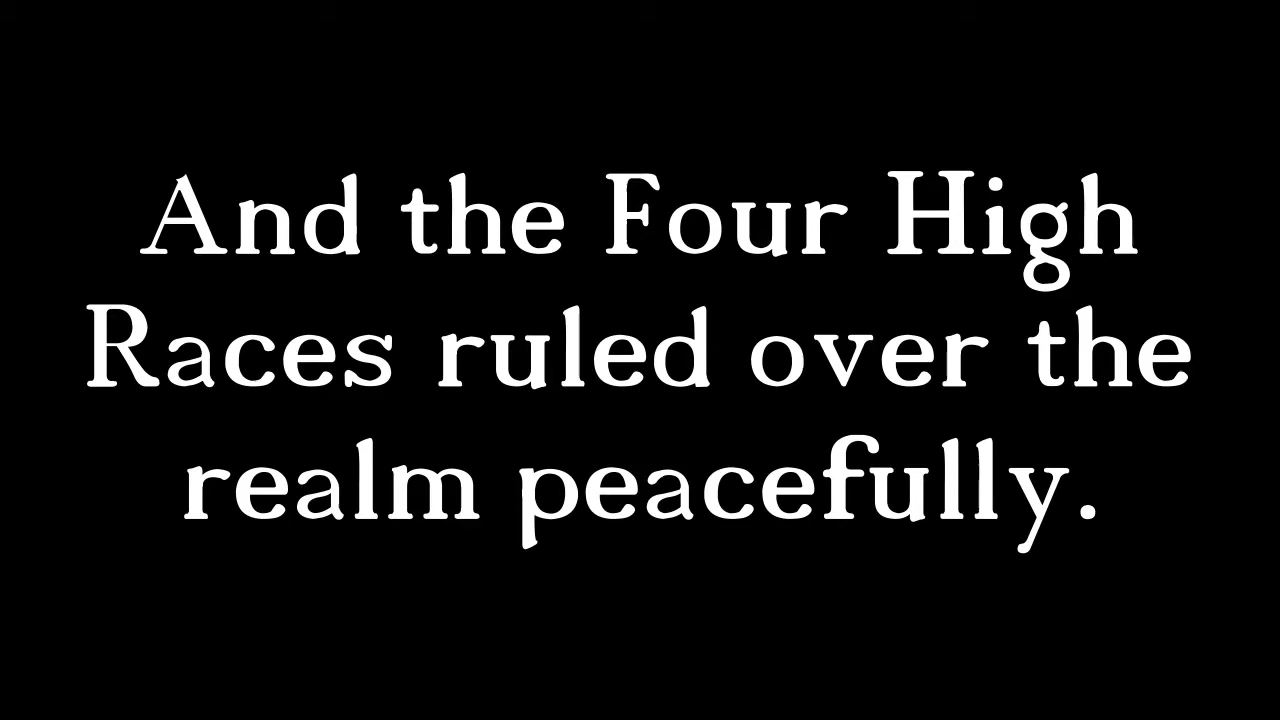 And the Four High
Races ruled over the
realm peacefully.